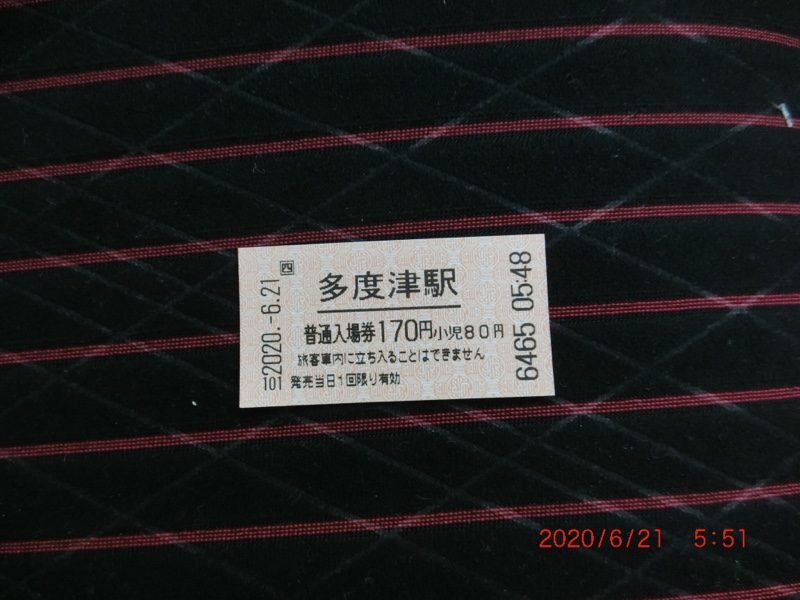 四
2020.-6.21
101
多度津駅
普通入場券170円小児80円
旅客車内に立ち入ることはできません
発売当日1回限り有効
6465 05:48
2020/6/21 5:51